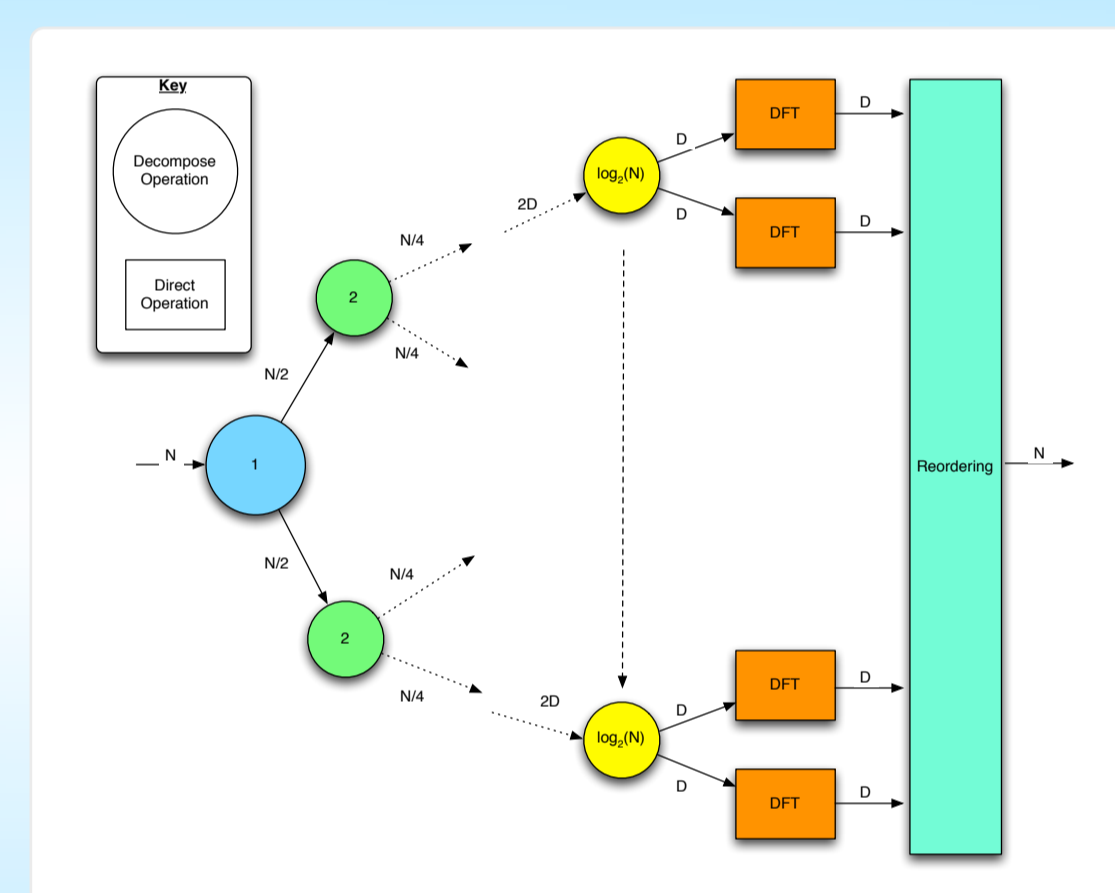 Key
Decompose
Operation
Direct
Operation
N
1
N/2
N/2
2
N/4
N/4
2
N/4
N/4
2D
2D
log₂(N)
D
D
log₂(N)
D
D
DFT
D
DFT
D
DFT
D
DFT
D
Reordering
N